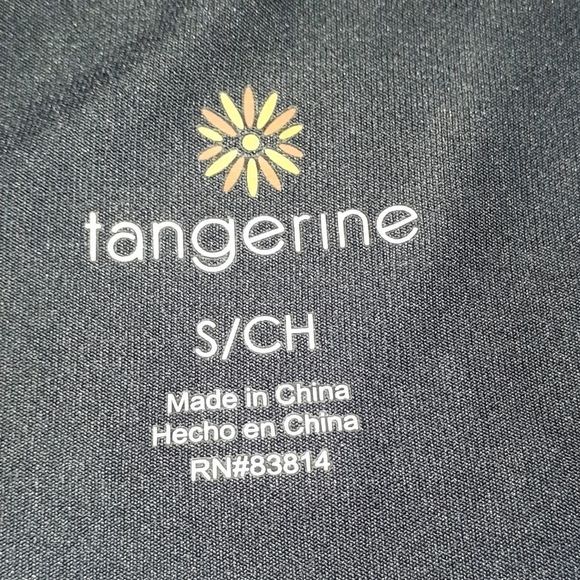 tangerine
S/CH
Made in China
Hecho en China
RN#83814